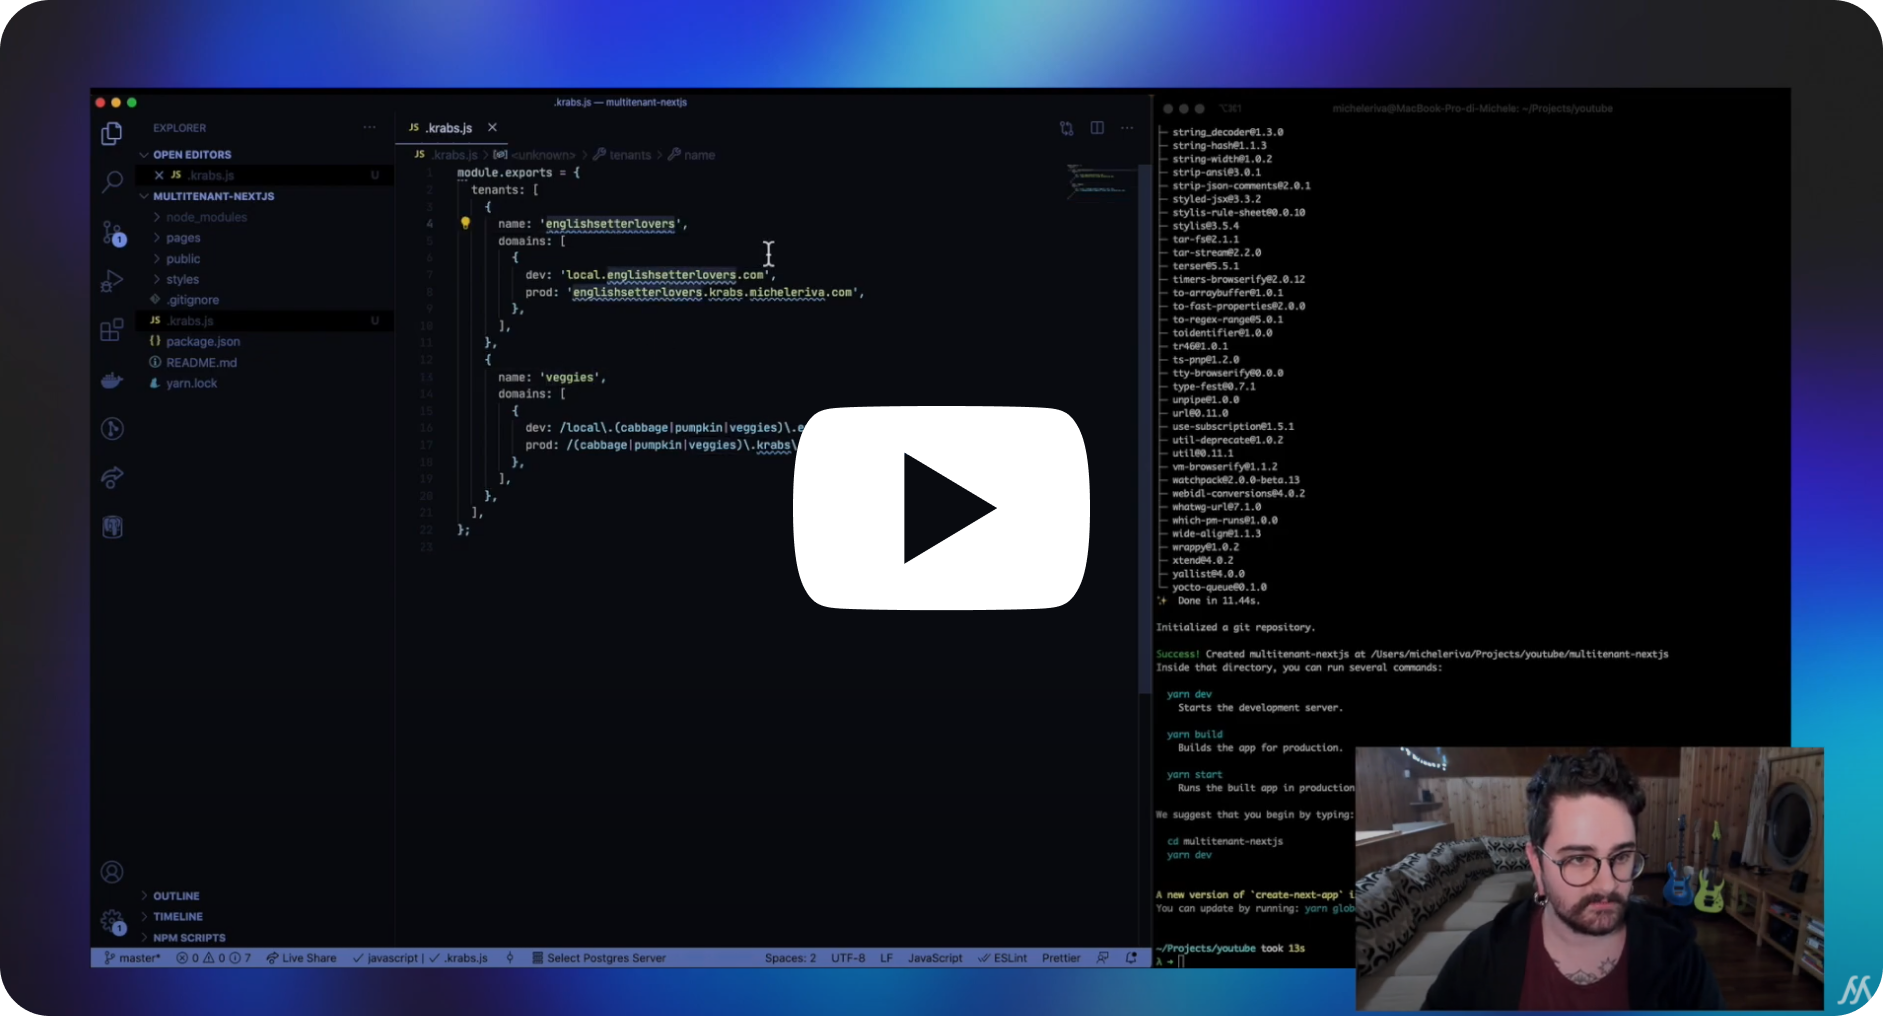 .krabs.js — multitenant-nextjs
EXPLORER
OPEN EDITORS
JS .krabs.js U
MULTITENANT-NEXTJS
node_modules
pages
public
styles
.gitignore
JS .krabs.js U
{} package.json
README.md
yarn.lock
OUTLINE
TIMELINE
NPM SCRIPTS
1
1
JS .krabs.js
JS .krabs.js > <unknown> > tenants > name
1 module.exports = {
2 tenants: [
3 {
4 name: 'englishsetterlovers',
5 domains: [
6 {
7 dev: 'local.englishsetterlovers.com',
8 prod: 'englishsetterlovers.krabs.micheleriva.com',
9 },
10 ],
11 },
12 {
13 name: 'veggies',
14 domains: [
15 {
16 dev: /local\.(cabbage|pumpkin|veggies)\.
17 prod: /(cabbage|pumpkin|veggies)\.krabs\
18 },
19 ],
20 },
21 ],
22 };
23
master* 0 0 7 Live Share javascript | .krabs.js Select Postgres Server Spaces: 2 UTF-8 LF JavaScript ESLint Prettier
⌥⌘1 micheleriva@MacBook-Pro-di-Michele: ~/Projects/youtube
├─ string_decoder@1.3.0
├─ string-hash@1.1.3
├─ string-width@1.0.2
├─ strip-ansi@3.0.1
├─ strip-json-comments@2.0.1
├─ styled-jsx@3.3.2
├─ stylis-rule-sheet@0.0.10
├─ stylis@3.5.4
├─ tar-fs@2.1.1
├─ tar-stream@2.2.0
├─ terser@5.5.1
├─ timers-browserify@2.0.12
├─ to-arraybuffer@1.0.1
├─ to-fast-properties@2.0.0
├─ to-regex-range@5.0.1
├─ toidentifier@1.0.0
├─ tr46@1.0.1
├─ ts-pnp@1.2.0
├─ tty-browserify@0.0.0
├─ type-fest@0.7.1
├─ unpipe@1.0.0
├─ url@0.11.0
├─ use-subscription@1.5.1
├─ util-deprecate@1.0.2
├─ util@0.11.1
├─ vm-browserify@1.1.2
├─ watchpack@2.0.0-beta.13
├─ webidl-conversions@4.0.2
├─ whatwg-url@7.1.0
├─ which-pm-runs@1.0.0
├─ wide-align@1.1.3
├─ wrappy@1.0.2
├─ xtend@4.0.2
├─ yallist@4.0.0
└─ yocto-queue@0.1.0
✨ Done in 11.44s.
Initialized a git repository.
Success! Created multitenant-nextjs at /Users/micheleriva/Projects/youtube/multitenant-nextjs
Inside that directory, you can run several commands:
yarn dev
Starts the development server.
yarn build
Builds the app for production.
yarn start
Runs the built app in production
We suggest that you begin by typing:
cd multitenant-nextjs
yarn dev
A new version of `create-next-app` i
You can update by running: yarn glob
~/Projects/youtube took 13s
λ →